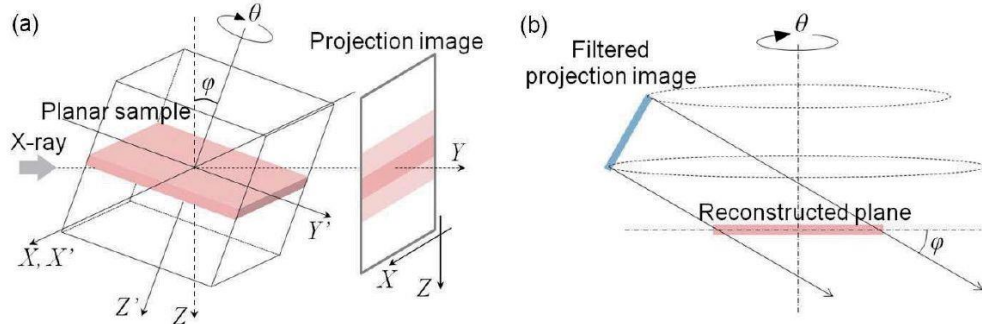 (a)
θ
φ
Projection image
Planar sample
X-ray
Y
Y'
X, X'
Z'
Z
X
Z
(b)
θ
Filtered
projection image
Reconstructed plane
φ